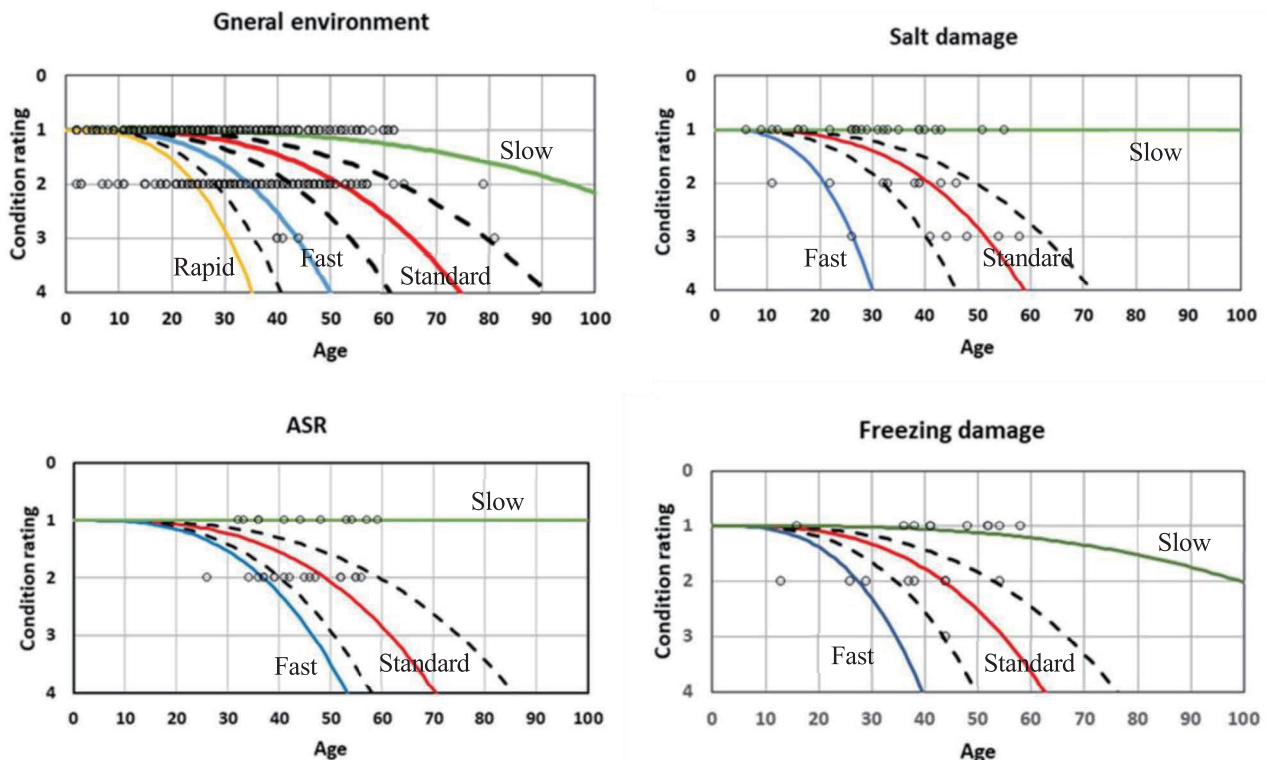 Gneral environment
0
1
2
3
4
Condition rating
Slow
Rapid
Fast
Standard
0 10 20 30 40 50 60 70 80 90 100
Age
Salt damage
0
1
2
3
4
Condition rating
Slow
Fast
Standard
0 10 20 30 40 50 60 70 80 90 100
Age
ASR
0
1
2
3
4
Condition rating
Slow
Fast
Standard
0 10 20 30 40 50 60 70 80 90 100
Age
Freezing damage
0
1
2
3
4
Condition rating
Slow
Fast
Standard
0 10 20 30 40 50 60 70 80 90 100
Age